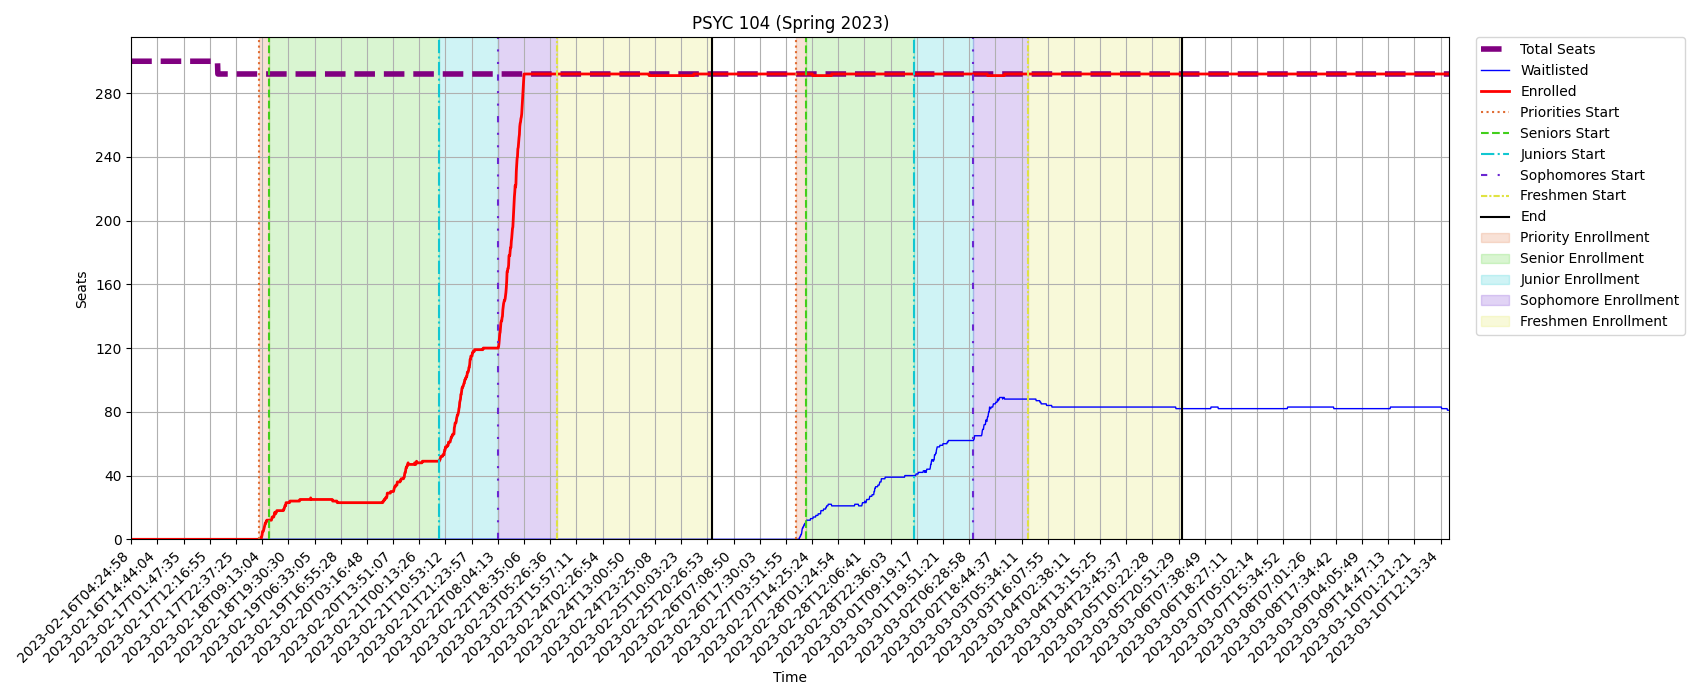 PSYC 104 (Spring 2023)
Seats
280
240
200
160
120
80
40
0
2023-02-16T04:24:58
2023-02-16T14:44:04
2023-02-17T01:47:35
2023-02-17T12:16:55
2023-02-17T22:37:25
2023-02-18T09:13:04
2023-02-18T19:30:30
2023-02-19T06:33:05
2023-02-19T16:55:28
2023-02-20T03:16:48
2023-02-20T13:51:07
2023-02-21T00:13:26
2023-02-21T10:53:12
2023-02-21T21:23:57
2023-02-22T08:04:13
2023-02-22T18:35:06
2023-02-23T05:26:36
2023-02-23T15:57:11
2023-02-24T02:26:54
2023-02-24T13:00:50
2023-02-24T23:25:08
2023-02-25T10:03:23
2023-02-25T20:26:53
2023-02-26T07:08:50
2023-02-26T17:30:03
2023-02-27T03:51:55
2023-02-27T14:25:24
2023-02-28T01:24:54
2023-02-28T12:06:41
2023-02-28T22:36:03
2023-03-01T09:19:17
2023-03-01T19:51:21
2023-03-02T06:28:58
2023-03-02T18:44:37
2023-03-03T05:34:11
2023-03-03T16:07:55
2023-03-04T02:38:11
2023-03-04T13:15:25
2023-03-04T23:45:37
2023-03-05T10:22:28
2023-03-05T20:51:29
2023-03-06T07:38:49
2023-03-06T18:27:11
2023-03-07T05:02:14
2023-03-07T15:34:52
2023-03-08T07:01:26
2023-03-08T17:34:42
2023-03-09T04:05:49
2023-03-09T14:47:13
2023-03-10T01:21:21
2023-03-10T12:13:34
Time
Total Seats
Waitlisted
Enrolled
Priorities Start
Seniors Start
Juniors Start
Sophomores Start
Freshmen Start
End
Priority Enrollment
Senior Enrollment
Junior Enrollment
Sophomore Enrollment
Freshmen Enrollment